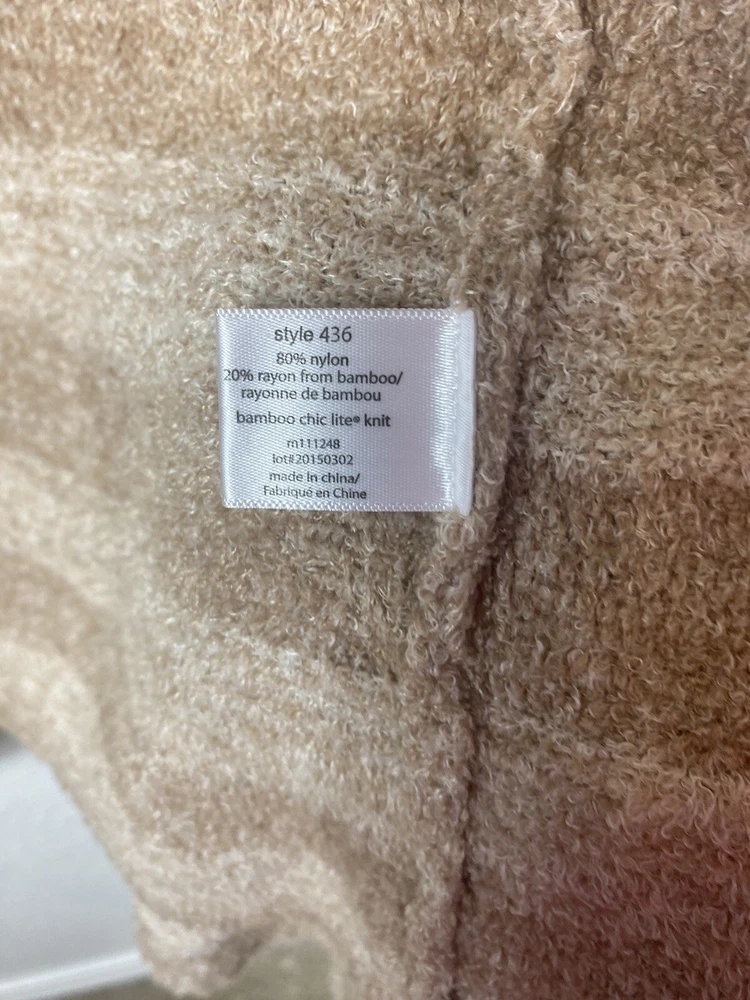 style 436
80% nylon
20% rayon from bamboo/
rayonne de bambou
bamboo chic lite® knit
m111248
lot#20150302
made in china/
Fabriqué en Chine